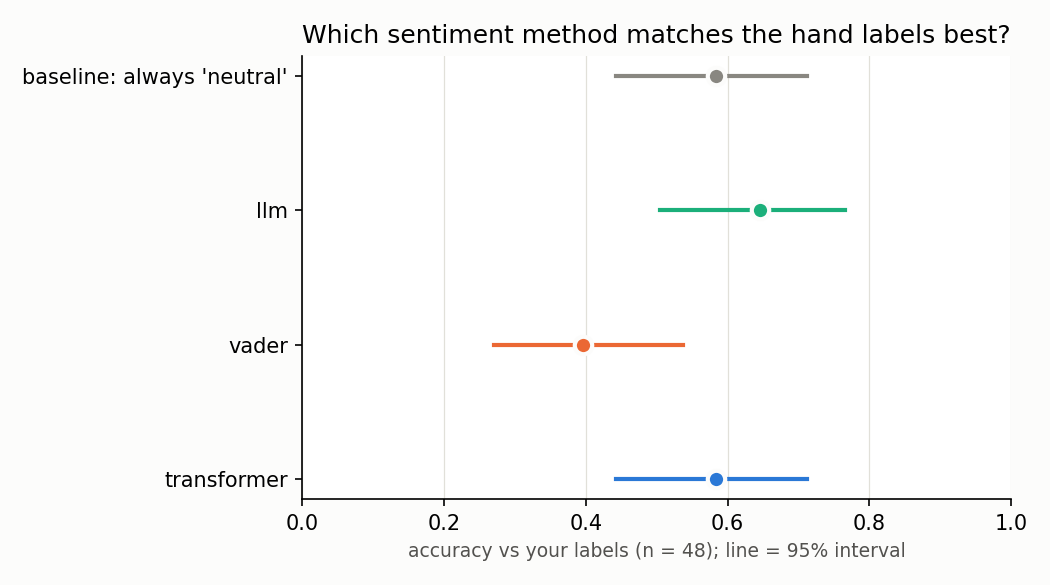 Which sentiment method matches the hand labels best?
baseline: always 'neutral'
llm
vader
transformer
0.0 0.2 0.4 0.6 0.8 1.0
accuracy vs your labels (n = 48); line = 95% interval